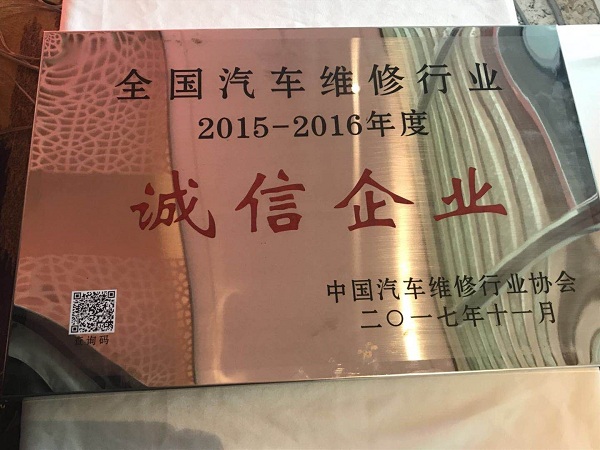 全国汽车维修行业
2015-2016年度
诚信企业
中国汽车维修行业协会
二〇一七年十一月
查询码